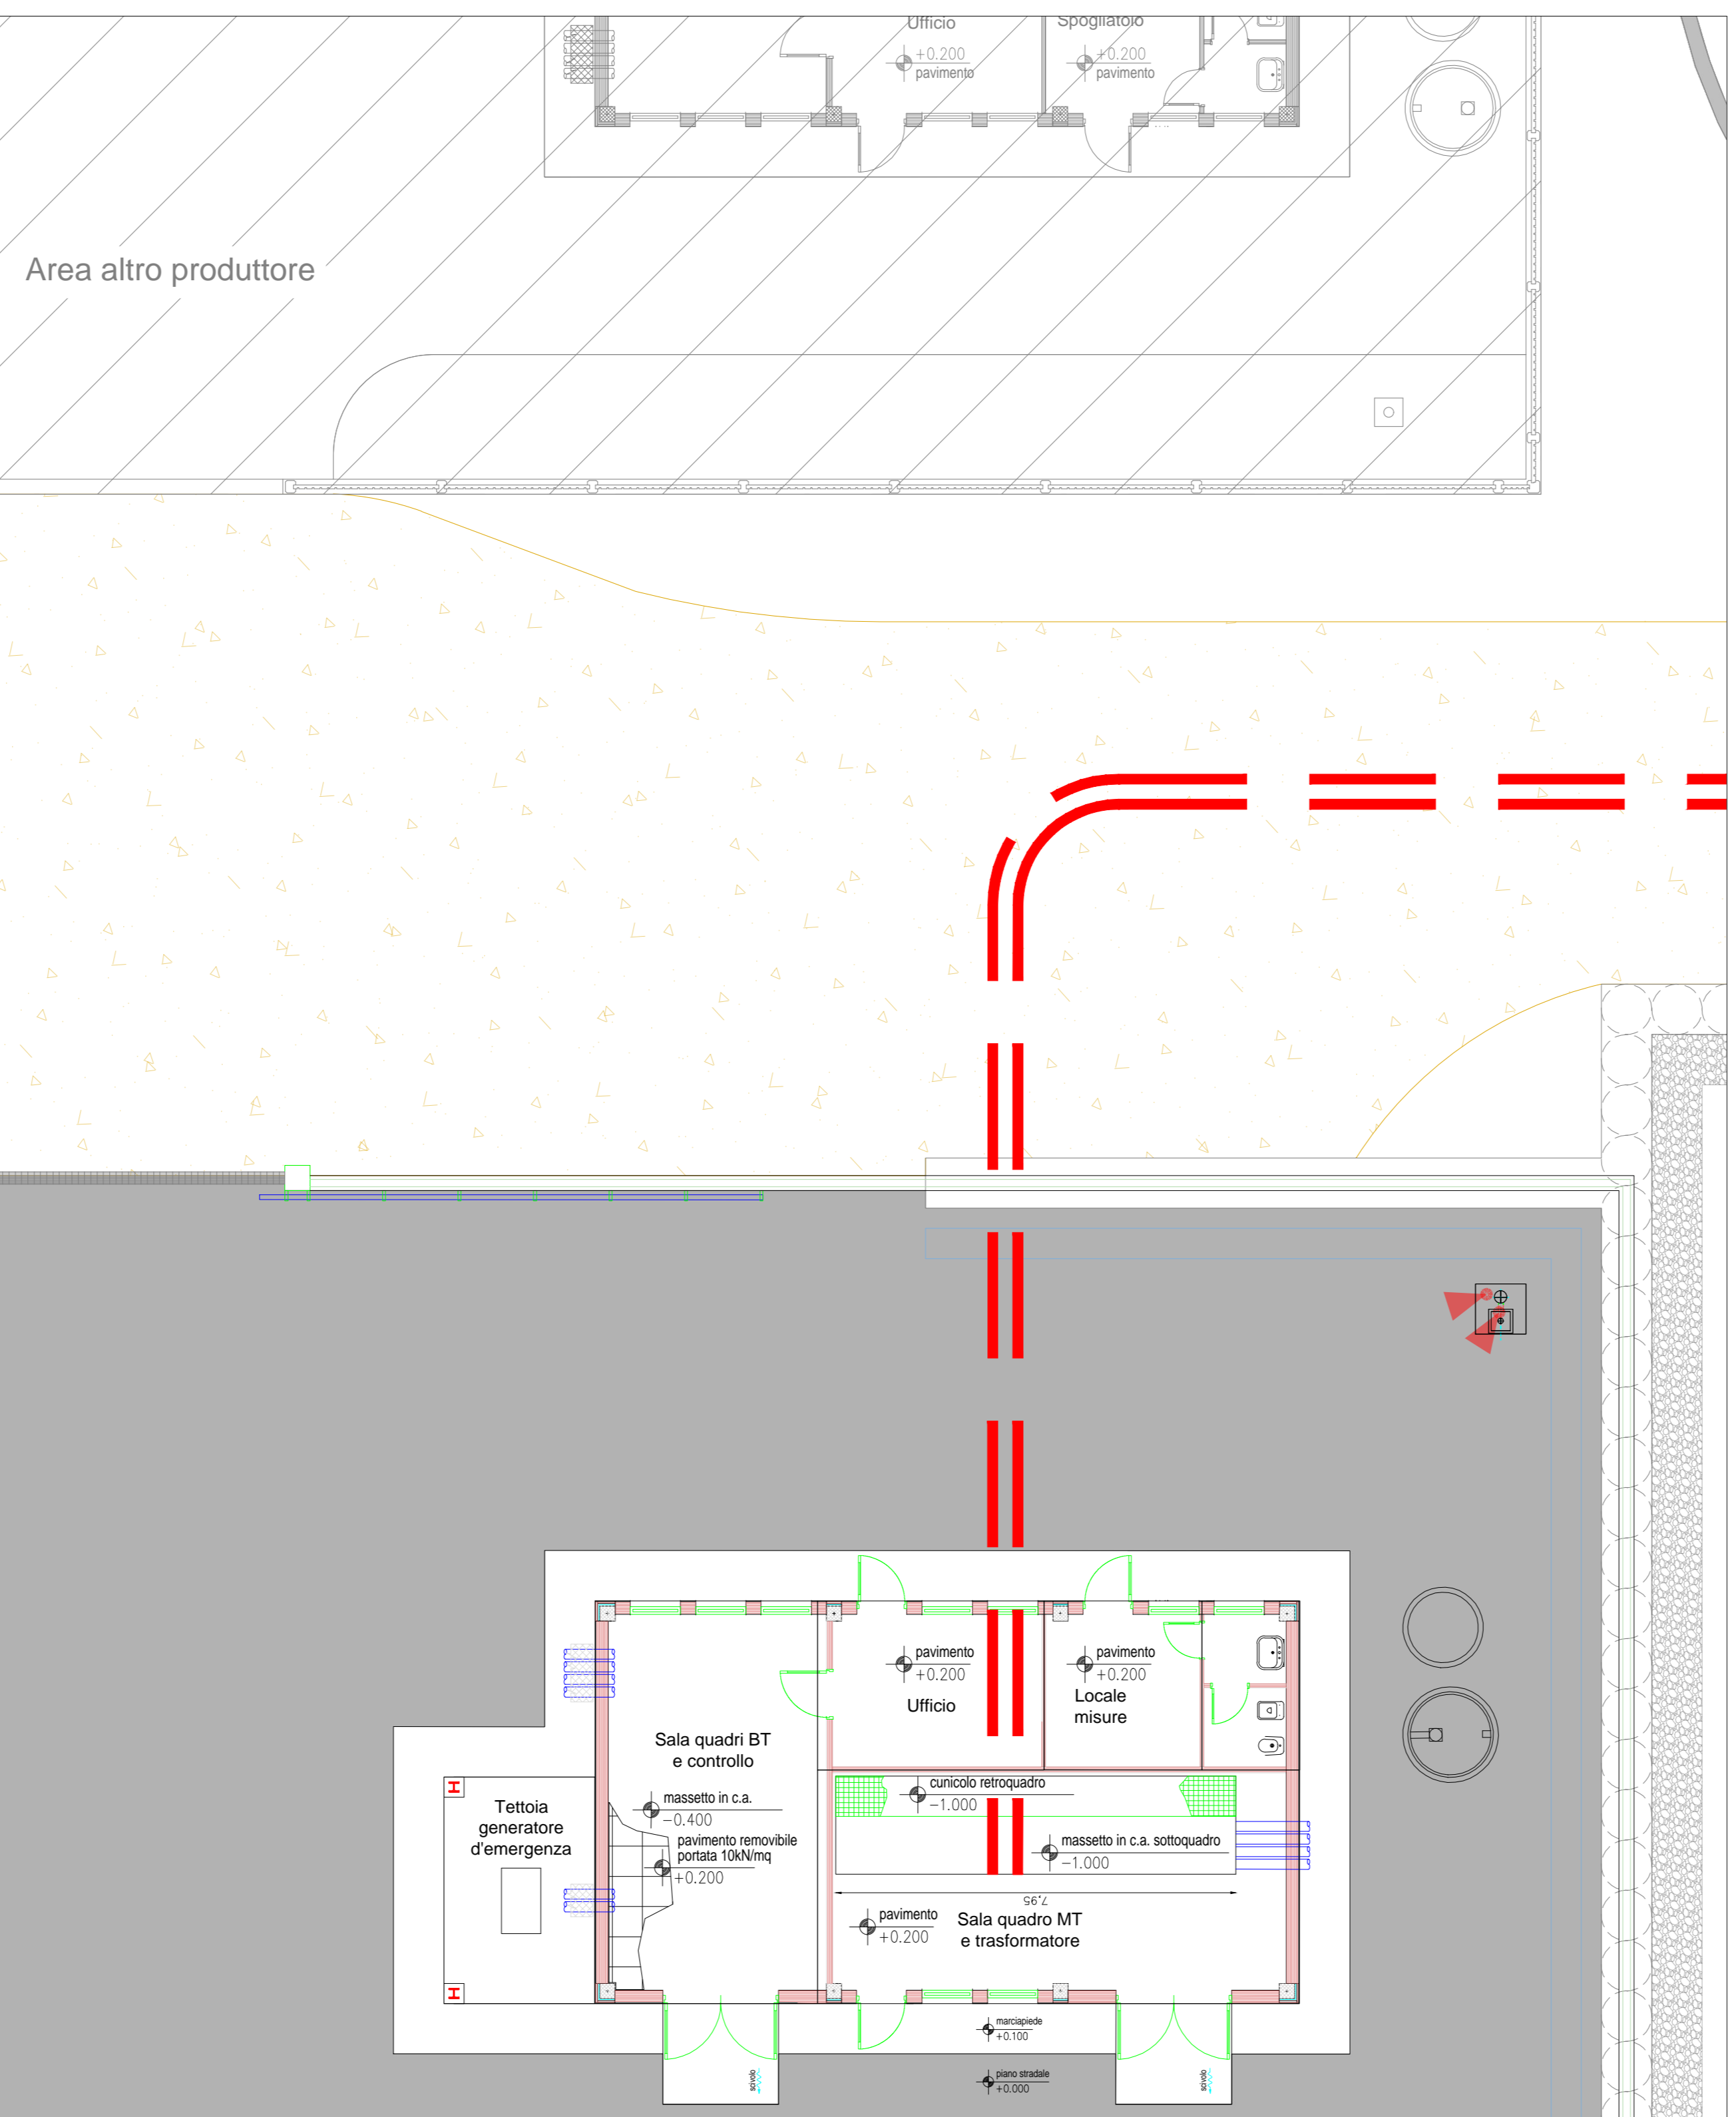 Ufficio
Spogliatoio
+0.200
pavimento
+0.200
pavimento
Area altro produttore
pavimento
+0.200
Ufficio
pavimento
+0.200
Locale
misure
Sala quadri BT
e controllo
massetto in c.a.
-0.400
pavimento removibile
portata 10kN/mq
+0.200
Tettoia
generatore
d'emergenza
cunicolo retroquadro
-1.000
massetto in c.a. sottoquadro
-1.000
7,95
pavimento
+0.200
Sala quadro MT
e trasformatore
marciapiede
+0.100
piano stradale
+0.000
scivolo
scivolo